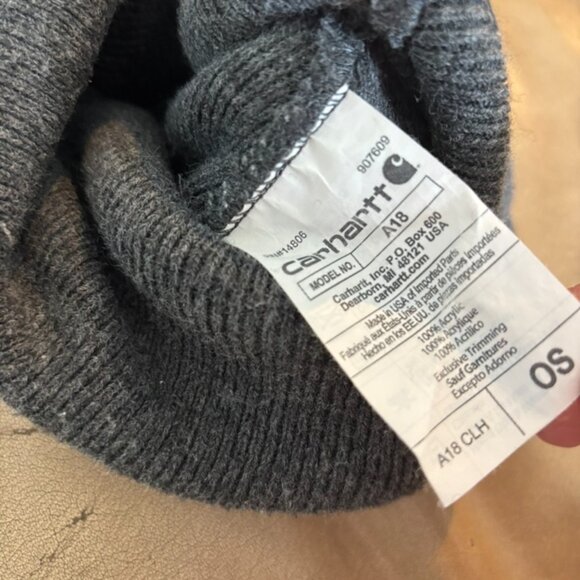 #14806
907609
carhartt
MODEL NO. A18
Carhartt, Inc. P.O. Box 600
Dearborn, MI 48121 USA
carhartt.com
Made in USA of Imported Parts
Fabriqué aux États-Unis à partir de pièces importées
Hecho en los EE.UU. de piezas importadas
100% Acrylic
100% Acrylique
100% Acrílico
Exclusive Trimming
Sauf Garnitures
Excepto Adorno
A18 CLH
OS